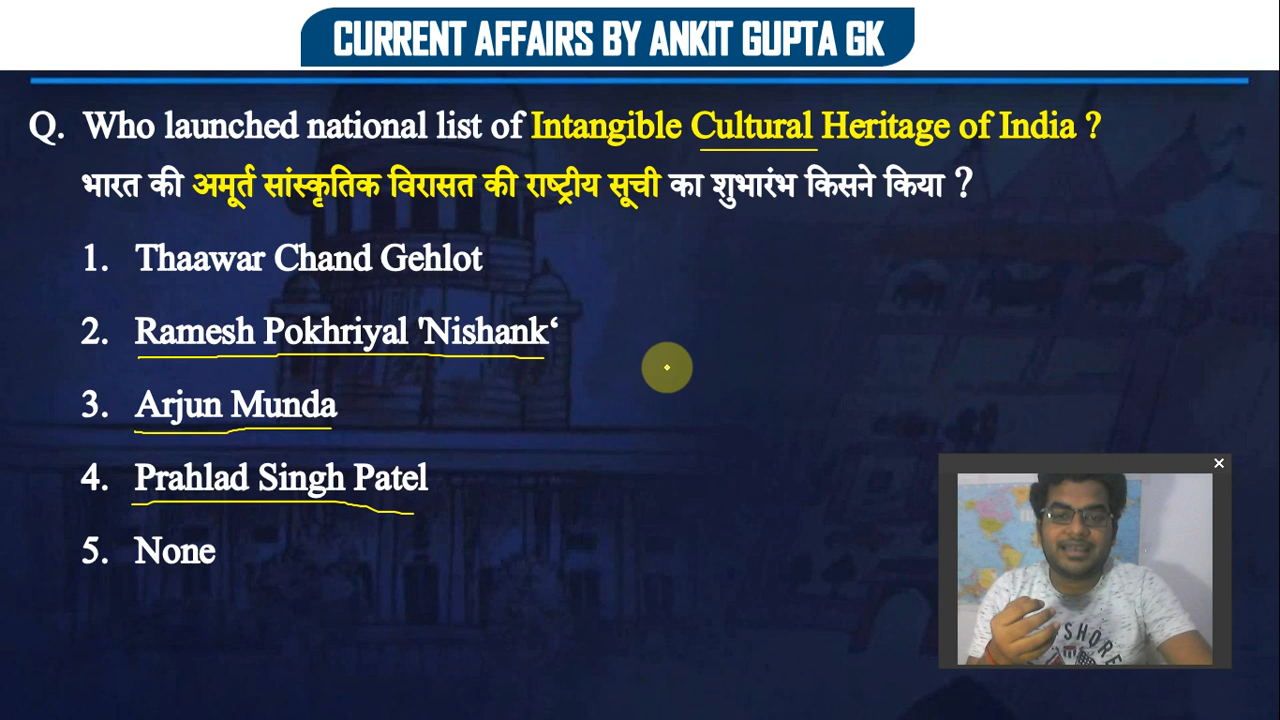 CURRENT AFFAIRS BY ANKIT GUPTA GK
Q. Who launched national list of Intangible Cultural Heritage of India ?
भारत की अमूर्त सांस्कृतिक विरासत की राष्ट्रीय सूची का शुभारंभ किसने किया ?
1. Thaawar Chand Gehlot
2. Ramesh Pokhriyal 'Nishank‘
3. Arjun Munda
4. Prahlad Singh Patel
5. None
SHORE